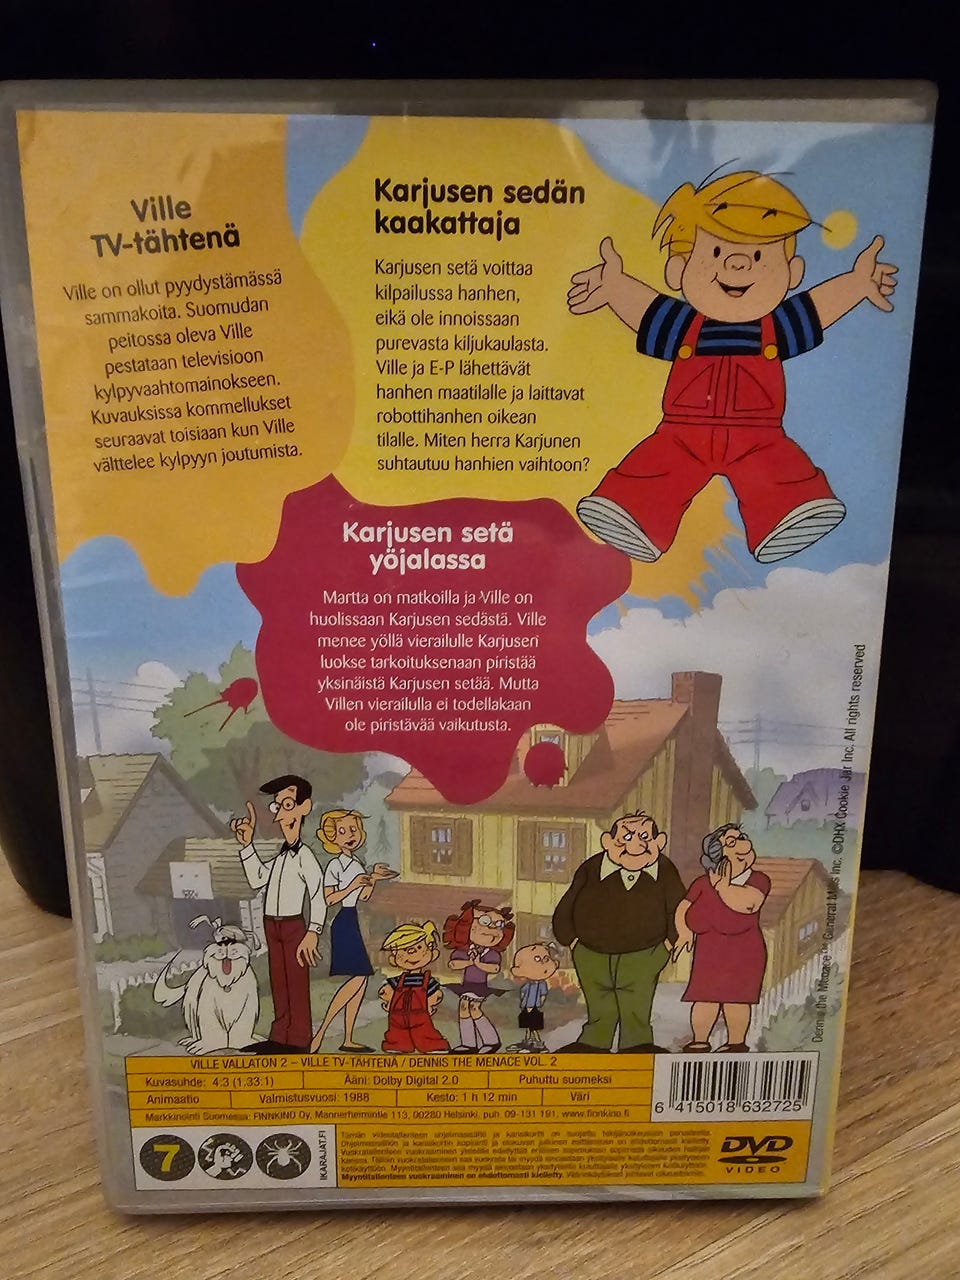 Ville
TV-tähtenä
Ville on ollut pyydystämässä
sammakoita. Suomudan
peitossa oleva Ville
pestataan televisioon
kylpyvaahtomainokseen.
Kuvauksissa kommellukset
seuraavat toisiaan kun Ville
välttelee kylpyyn joutumista.
Karjusen sedän
kaakattaja
Karjusen setä voittaa
kilpailussa hanhen,
eikä ole innoissaan
purevasta kiljukaulasta.
Ville ja E-P lähettävät
hanhen maatilalle ja laittavat
robottihanhen oikean
tilalle. Miten herra Karjunen
suhtautuu hanhien vaihtoon?
Karjusen setä
yöjalassa
Martta on matkoilla ja Ville on
huolissaan Karjusen sedästä. Ville
menee yöllä vierailulle Karjusen
luokse tarkoituksenaan piristää
yksinäistä Karjusen setää. Mutta
Villen vierailulla ei todellakaan
ole piristävää vaikutusta.
Dennis the Menace General Mills Inc. ©DHX Cookie Jar Inc. All rights reserved
VILLE VALLATON 2 – VILLE TV-TÄHTENÄ / DENNIS THE MENACE VOL. 2
Kuvasuhde: 4:3 (1.33:1) Ääni: Dolby Digital 2.0 Puhuttu suomeksi
Animaatio Valmistusvuosi: 1988 Kesto: 1 h 12 min Väri
Markkinointi Suomessa: FINNKINO Oy, Mannerheimintie 113, 00280 Helsinki, puh. 09-131 191, www.finnkino.fi
6 415018 632725
7
IKARAJAT.FI
Myyntitallenteen vuokraaminen on ehdottomasti kielletty.
DVD
VIDEO